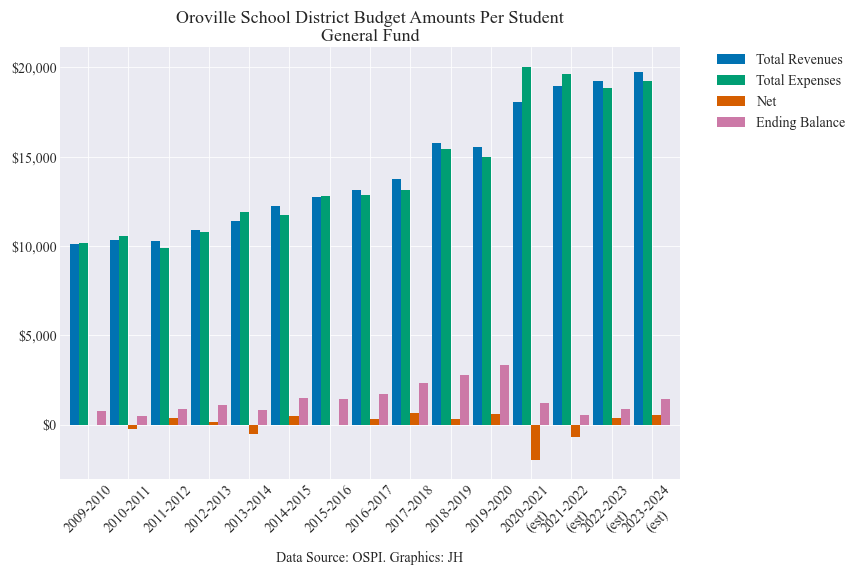 Oroville School District Budget Amounts Per Student
General Fund
Total Revenues
Total Expenses
Net
Ending Balance
$20,000
$15,000
$10,000
$5,000
$0
2009-2010
2010-2011
2011-2012
2012-2013
2013-2014
2014-2015
2015-2016
2016-2017
2017-2018
2018-2019
2019-2020
2020-2021
(est)
2021-2022
(est)
2022-2023
(est)
2023-2024
(est)
Data Source: OSPI. Graphics: JH